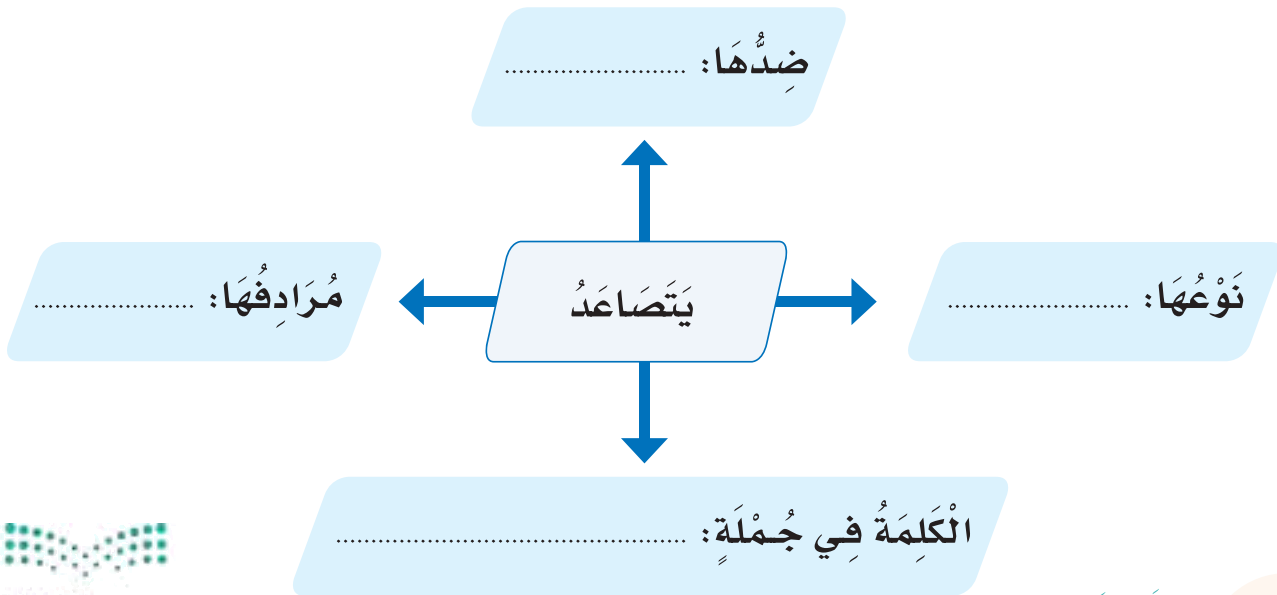 ضِدُّهَا: ..........................
نَوْعُهَا: ..........................
يَتَصَاعَدُ
مُرَادِفُهَا: .......................
الْكَلِمَةُ فِي جُمْلَةٍ: ..................................................